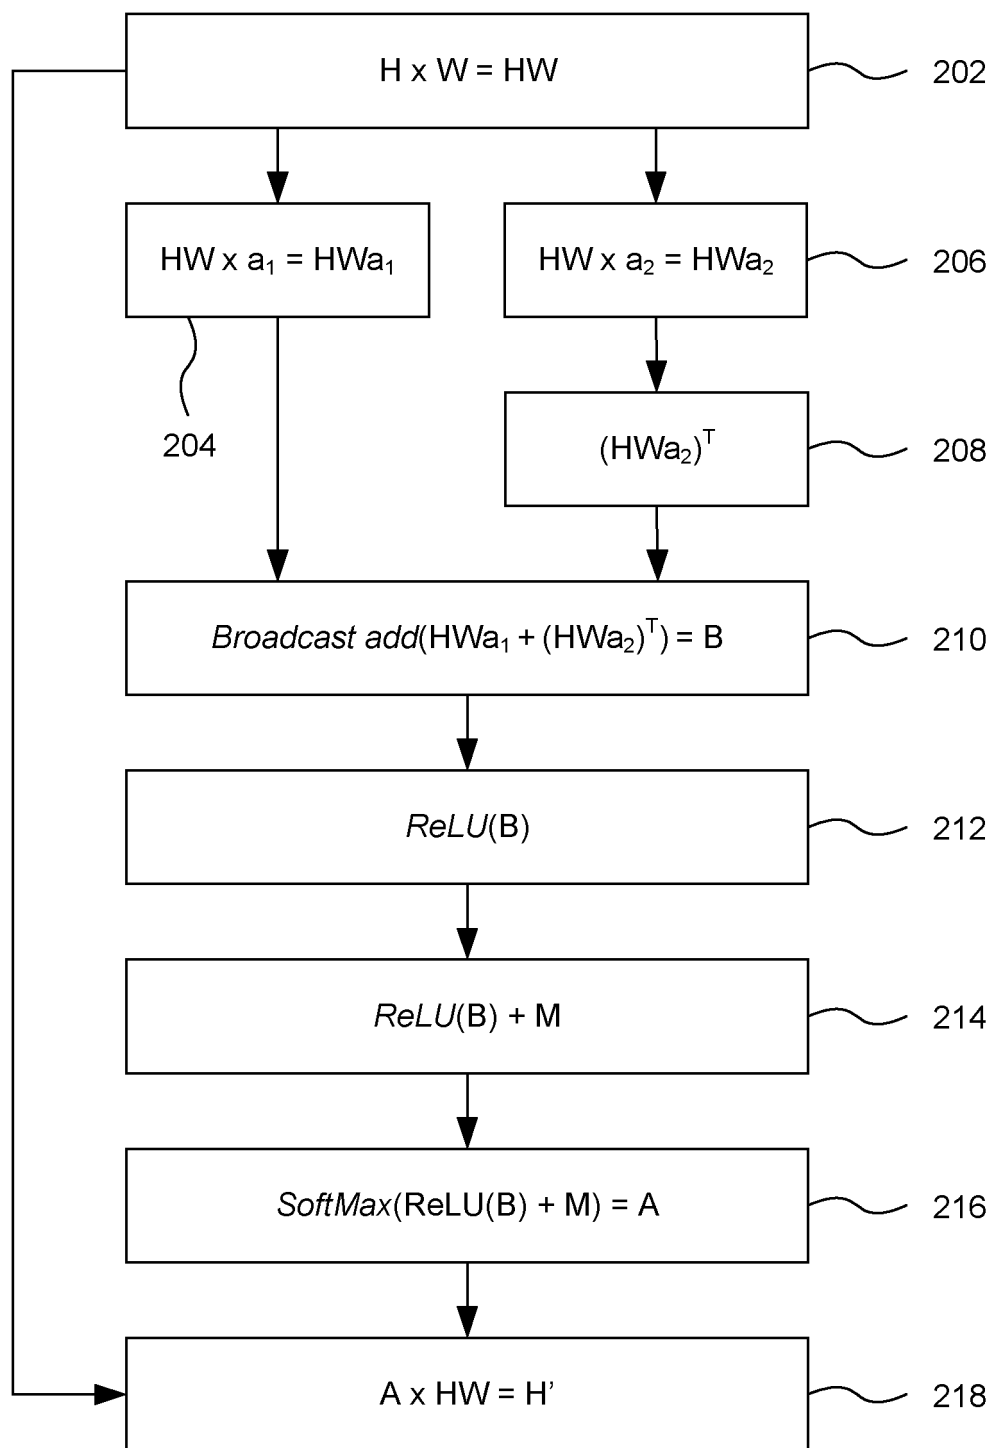 H x W = HW
202
HW x a₁ = HWa₁
HW x a₂ = HWa₂
206
204
(HWa₂)ᵀ
208
Broadcast add(HWa₁ + (HWa₂)ᵀ) = B
210
ReLU(B)
212
ReLU(B) + M
214
SoftMax(ReLU(B) + M) = A
216
A x HW = H’
218